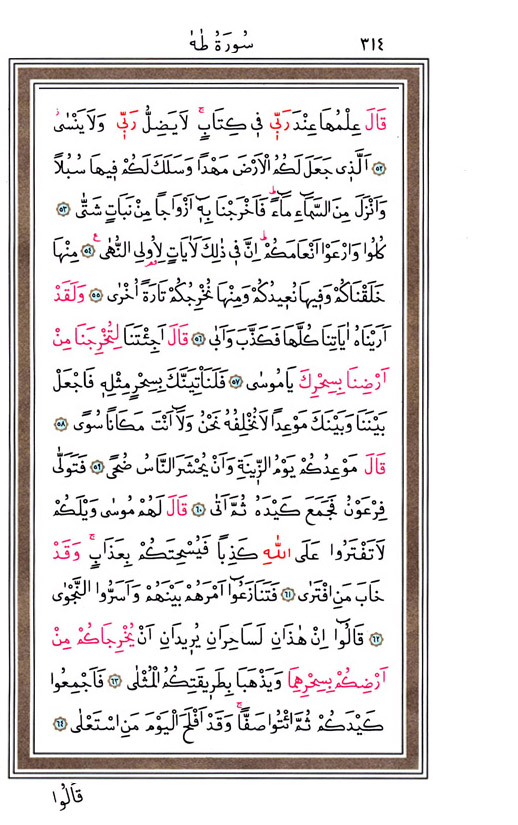 سُورَةُ طٰهٰ ٣١٤
قَالَ عِلْمُهَا عِنْدَ رَبّ۪ي ف۪ي كِتَابٍۚ لَا يَضِلُّ رَبّ۪ي وَلَا يَنْسٰىۘ
﴿٥٢﴾ اَلَّذ۪ي جَعَلَ لَكُمُ الْاَرْضَ مَهْداً وَسَلَكَ لَكُمْ ف۪يهَا سُبُلاً
وَاَنْزَلَ مِنَ السَّمَٓاءِ مَٓاءًۜ فَاَخْرَجْنَا بِه۪ٓ اَزْوَاجاً مِنْ نَبَاتٍ شَتّٰى ﴿٥٣﴾
كُلُوا وَارْعَوْا اَنْعَامَكُمْۜ اِنَّ ف۪ي ذٰلِكَ لَاٰيَاتٍ لِاُو۬لِي النُّهٰى۟ ﴿٥٤﴾ مِنْهَا
خَلَقْنَاكُمْ وَف۪يهَا نُع۪يدُكُمْ وَمِنْهَا نُخْرِجُكُمْ تَارَةً اُخْرٰى ﴿٥٥﴾ وَلَقَدْ
اَرَيْنَاهُ اٰيَاتِنَا كُلَّهَا فَكَذَّبَ وَاَبٰى ﴿٥٦﴾ قَالَ اَجِئْتَنَا لِتُخْرِجَنَا مِنْ
اَرْضِنَا بِسِحْرِكَ يَا مُوسٰى ﴿٥٧﴾ فَلَنَأْتِيَنَّكَ بِسِحْرٍ مِثْلِه۪ فَاجْعَلْ
بَيْنَنَا وَبَيْنَكَ مَوْعِداً لَا نُخْلِفُهُ نَحْنُ وَلَٓا اَنْتَ مَكَاناً سُوًى ﴿٥٨﴾
قَالَ مَوْعِدُكُمْ يَوْمُ الزّ۪ينَةِ وَاَنْ يُحْشَرَ النَّاسُ ضُحًى ﴿٥٩﴾ فَتَوَلّٰى
فِرْعَوْنُ فَجَمَعَ كَيْدَهُ ثُمَّ اَتٰى ﴿٦٠﴾ قَالَ لَهُمْ مُوسٰى وَيْلَكُمْ
لَا تَفْتَرُوا عَلَى اللّٰهِ كَذِباً فَيُسْحِتَكُمْ بِعَذَابٍۚ وَقَدْ
خَابَ مَنِ افْتَرٰى ﴿٦١﴾ فَتَنَازَعُٓوا اَمْرَهُمْ بَيْنَهُمْ وَاَسَرُّوا النَّجْوٰى
﴿٦٢﴾ قَالُٓوا اِنْ هٰذَانِ لَسَاحِرَانِ يُر۪يدَانِ اَنْ يُخْرِجَاكُمْ مِنْ
اَرْضِكُمْ بِسِحْرِهِمَا وَيَذْهَبَا بِطَر۪يقَتِكُمُ الْمُثْلٰى ﴿٦٣﴾ فَاَجْمِعُوا
كَيْدَكُمْ ثُمَّ ائْتُوا صَفًّاۚ وَقَدْ اَفْلَحَ الْيَوْمَ مَنِ اسْتَعْلٰى ﴿٦٤﴾
قَالُوا